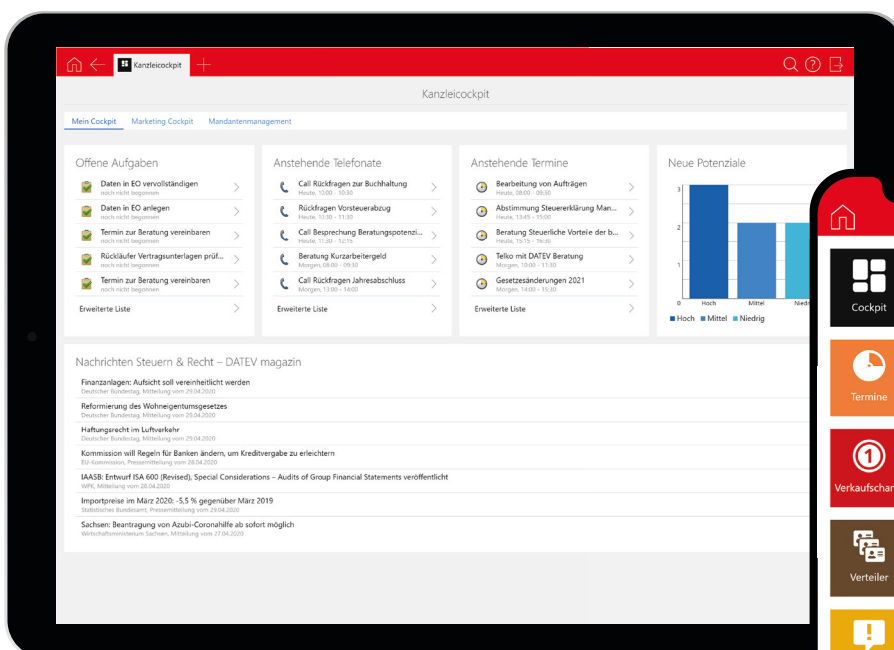 Kanzleicockpit
Kanzleicockpit
Mein Cockpit Marketing Cockpit Mandantenmanagement
Offene Aufgaben
Daten in EO vervollständigen
noch nicht begonnen
Daten in EO anlegen
noch nicht begonnen
Termin zur Beratung vereinbaren
noch nicht begonnen
Rückläufer Vertragsunterlagen prüf...
noch nicht begonnen
Termin zur Beratung vereinbaren
noch nicht begonnen
Erweiterte Liste
Anstehende Telefonate
Call Rückfragen zur Buchhaltung
Heute, 10:00 - 10:30
Rückfragen Vorsteuerabzug
Heute, 10:30 - 11:30
Call Besprechung Beratungspotenzi...
Heute, 11:30 - 12:15
Beratung Kurzarbeitergeld
Morgen, 08:00 - 09:30
Call Rückfragen Jahresabschluss
Morgen, 13:00 - 14:00
Erweiterte Liste
Anstehende Termine
Bearbeitung von Aufträgen
Heute, 08:00 - 09:30
Abstimmung Steuererklärung Man...
Heute, 13:45 - 15:00
Beratung Steuerliche Vorteile der b...
Heute, 15:15 - 16:30
Telko mit DATEV Beratung
Morgen, 10:00 - 11:30
Gesetzesänderungen 2021
Morgen, 14:00 - 15:30
Erweiterte Liste
Neue Potenziale
3
2
1
0
Hoch Mittel Niedr
Hoch Mittel Niedrig
Nachrichten Steuern & Recht – DATEV magazin
Finanzanlagen: Aufsicht soll vereinheitlicht werden
Deutscher Bundestag, Mitteilung vom 29.04.2020
Reformierung des Wohneigentumsgesetzes
Deutscher Bundestag, Mitteilung vom 29.04.2020
Haftungsrecht im Luftverkehr
Deutscher Bundestag, Mitteilung vom 29.04.2020
Kommission will Regeln für Banken ändern, um Kreditvergabe zu erleichtern
EU-Kommission, Pressemitteilung vom 28.04.2020
IAASB: Entwurf ISA 600 (Revised), Special Considerations – Audits of Group Financial Statements veröffentlicht
WPK, Mitteilung vom 28.04.2020
Importpreise im März 2020: -5,5 % gegenüber März 2019
Statistisches Bundesamt, Pressemitteilung vom 29.04.2020
Sachsen: Beantragung von Azubi-Coronahilfe ab sofort möglich
Wirtschaftsministerium Sachsen, Mitteilung vom 27.04.2020
Cockpit
Termine
1
Verkaufschan
Verteiler